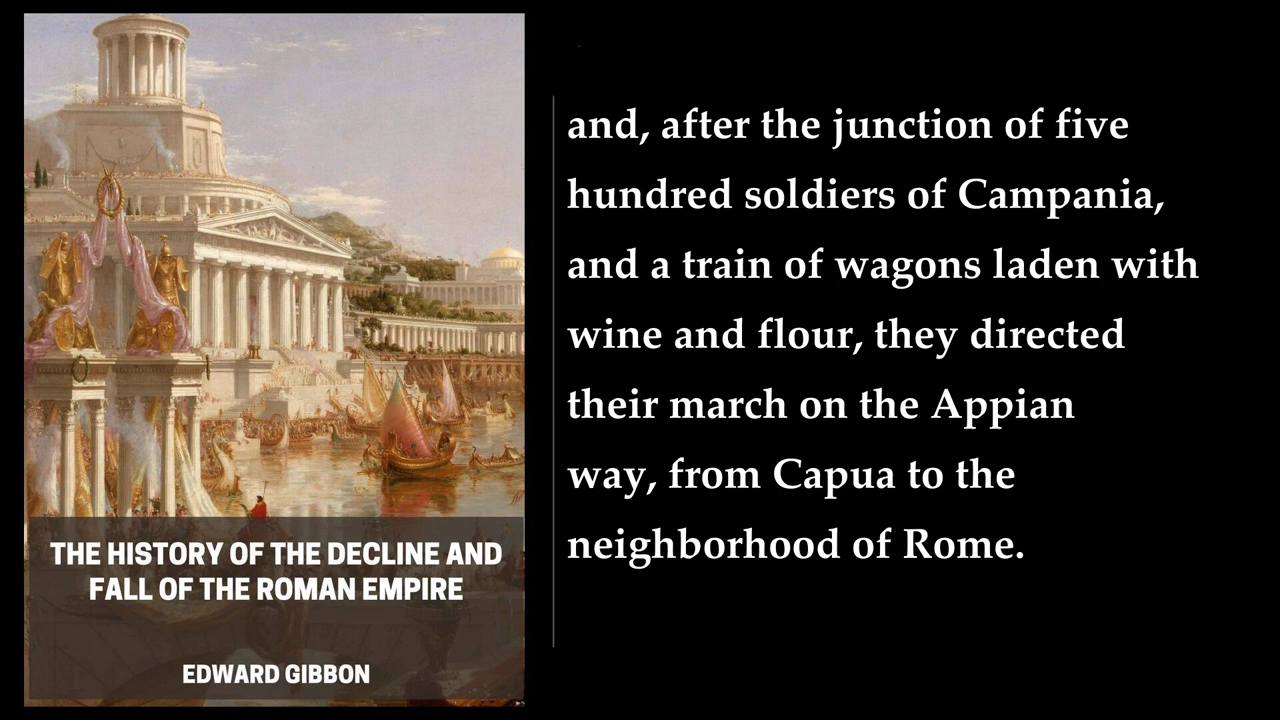 THE HISTORY OF THE DECLINE AND
FALL OF THE ROMAN EMPIRE
EDWARD GIBBON
and, after the junction of five
hundred soldiers of Campania,
and a train of wagons laden with
wine and flour, they directed
their march on the Appian
way, from Capua to the
neighborhood of Rome.